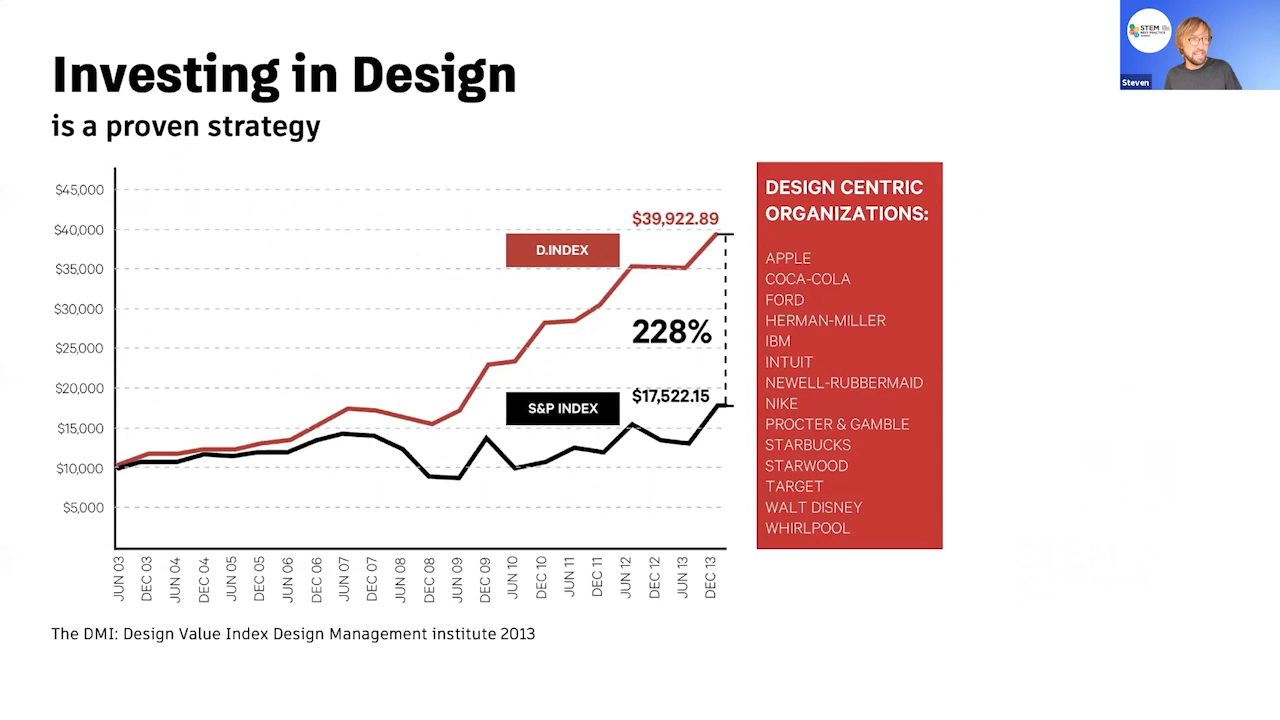 Investing in Design
is a proven strategy
STEM
BEST PRACTICE
Steven
$45,000
$40,000
$35,000
$30,000
$25,000
$20,000
$15,000
$10,000
$5,000
D.INDEX
$39,922.89
228%
S&P INDEX
$17,522.15
JUN 03
DEC 03
JUN 04
DEC 04
JUN 05
DEC 05
JUN 06
DEC 06
JUN 07
DEC 07
JUN 08
DEC 08
JUN 09
DEC 09
JUN 10
DEC 10
JUN 11
DEC 11
JUN 12
DEC 12
JUN 13
DEC 13
DESIGN CENTRIC
ORGANIZATIONS:
APPLE
COCA-COLA
FORD
HERMAN-MILLER
IBM
INTUIT
NEWELL-RUBBERMAID
NIKE
PROCTER & GAMBLE
STARBUCKS
STARWOOD
TARGET
WALT DISNEY
WHIRLPOOL
The DMI: Design Value Index Design Management institute 2013